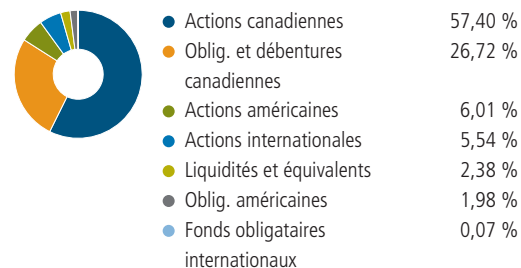 Actions canadiennes 57,40 %
Oblig. et débentures 26,72 %
canadiennes
Actions américaines 6,01 %
Actions internationales 5,54 %
Liquidités et équivalents 2,38 %
Oblig. américaines 1,98 %
Fonds obligataires 0,07 %
internationaux